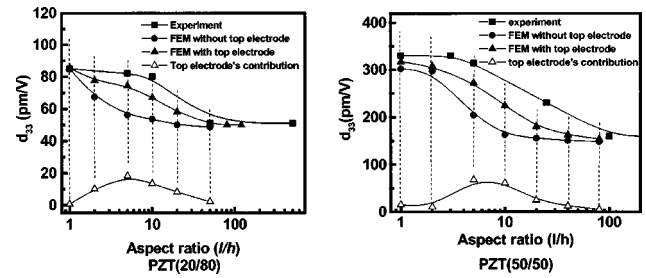 120
100
80
60
40
20
0
d33 (pm/V)
Experiment
FEM without top electrode
FEM with top electrode
Top electrode's contribution
1
10
100
Aspect ratio (l/h)
PZT(20/80)
400
300
200
100
0
d33(pm/V)
experiment
FEM without top electrode
FEM with top electrode
top electrode's contribution
1
10
100
Aspect ratio (l/h)
PZT(50/50)